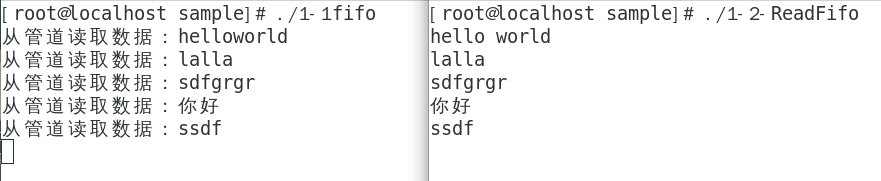 [root@localhost sample]# ./1-1fifo
从管道读取数据：helloworld
从管道读取数据：lalla
从管道读取数据：sdfgrgr
从管道读取数据：你好
从管道读取数据：ssdf
[root@localhost sample]# ./1-2-ReadFifo
hello world
lalla
sdfgrgr
你好
ssdf